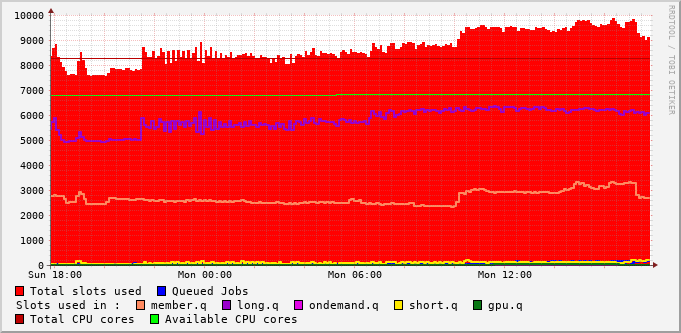 10000
9000
8000
7000
6000
5000
4000
3000
2000
1000
0
Sun 18:00 Mon 00:00 Mon 06:00 Mon 12:00
Total slots used Queued Jobs
Slots used in : member.q long.q ondemand.q short.q gpu.q
Total CPU cores Available CPU cores
RRDTOOL / TOBI OETIKER